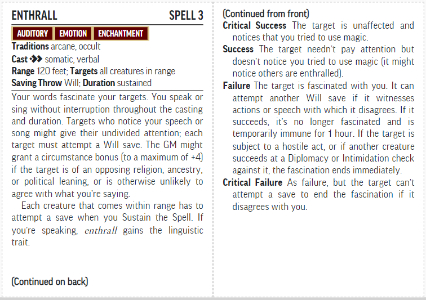 ENTHRALL SPELL 3
AUDITORY EMOTION ENCHANTMENT
Traditions arcane, occult
Cast somatic, verbal
Range 120 feet; Targets all creatures in range
Saving Throw Will; Duration sustained
Your words fascinate your targets. You speak or
sing without interruption throughout the casting
and duration. Targets who notice your speech or
song might give their undivided attention; each
target must attempt a Will save. The GM might
grant a circumstance bonus (to a maximum of +4)
if the target is of an opposing religion, ancestry,
or political leaning, or is otherwise unlikely to
agree with what you're saying.
Each creature that comes within range has to
attempt a save when you Sustain the Spell. If
you're speaking, enthrall gains the linguistic
trait.
(Continued on back)
(Continued from front)
Critical Success The target is unaffected and
notices that you tried to use magic.
Success The target needn't pay attention but
doesn't notice you tried to use magic (it might
notice others are enthralled).
Failure The target is fascinated with you. It can
attempt another Will save if it witnesses
actions or speech with which it disagrees. If it
succeeds, it's no longer fascinated and is
temporarily immune for 1 hour. If the target is
subject to a hostile act, or if another creature
succeeds at a Diplomacy or Intimidation check
against it, the fascination ends immediately.
Critical Failure As failure, but the target can't
attempt a save to end the fascination if it
disagrees with you.